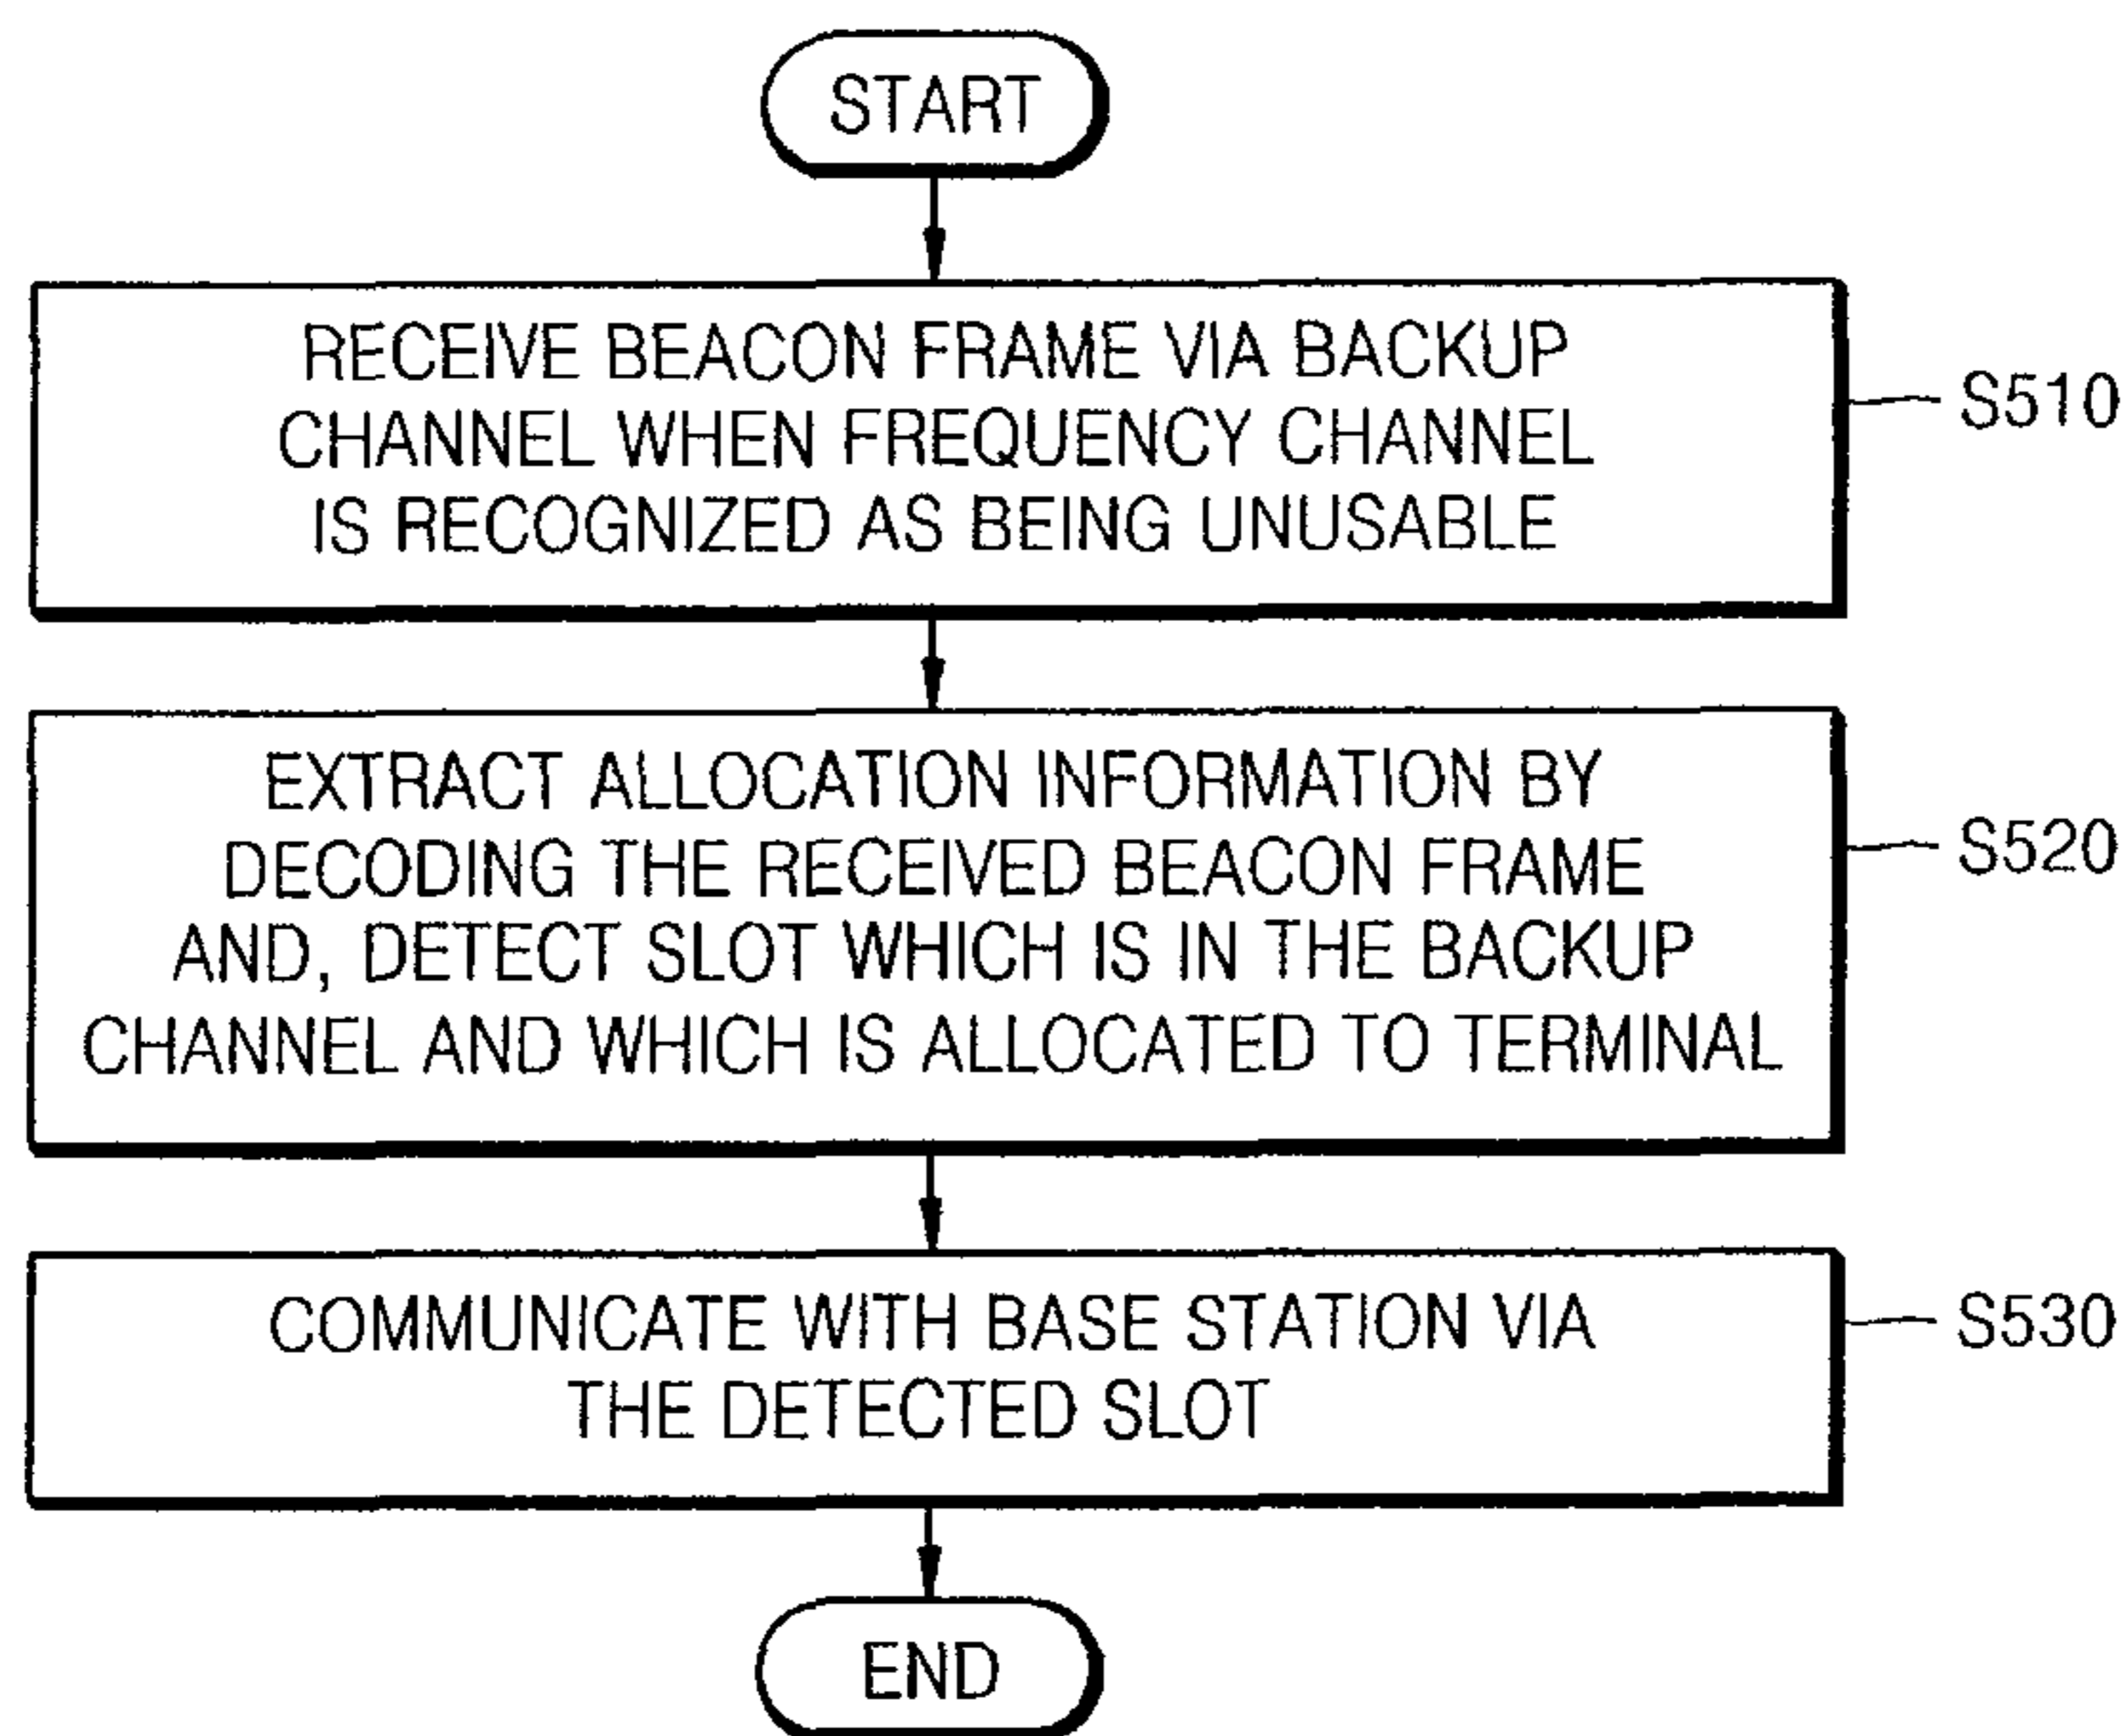 START
RECEIVE BEACON FRAME VIA BACKUP
CHANNEL WHEN FREQUENCY CHANNEL
IS RECOGNIZED AS BEING UNUSABLE
S510
EXTRACT ALLOCATION INFORMATION BY
DECODING THE RECEIVED BEACON FRAME
AND, DETECT SLOT WHICH IS IN THE BACKUP
CHANNEL AND WHICH IS ALLOCATED TO TERMINAL
S520
COMMUNICATE WITH BASE STATION VIA
THE DETECTED SLOT
S530
END